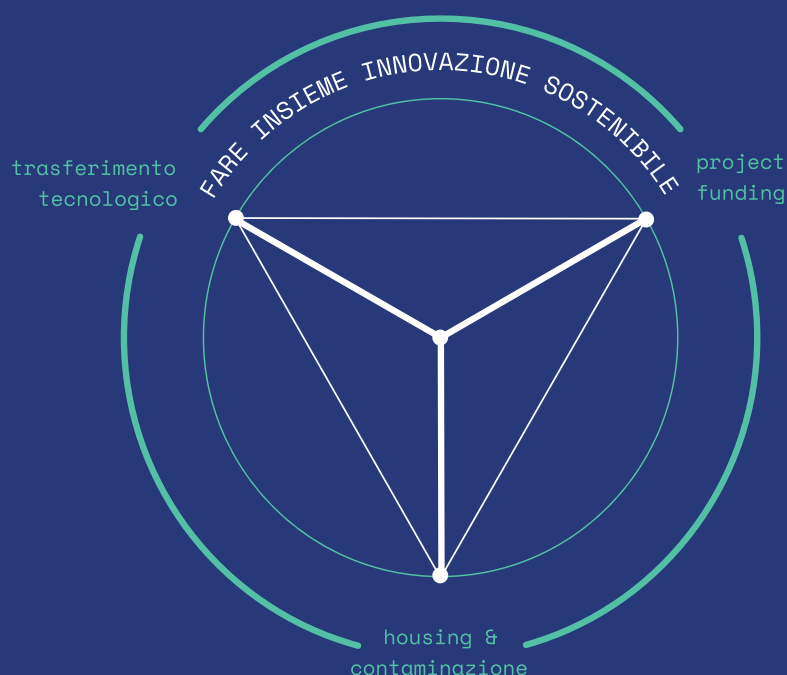 FARE INSIEME INNOVAZIONE SOSTENIBILE
trasferimento
tecnologico
project
funding
housing &
contaminazione